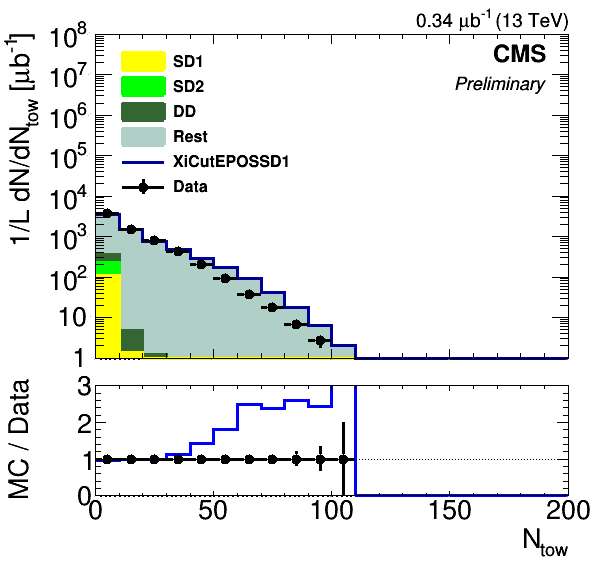 0.34 μb⁻¹ (13 TeV)
CMS
Preliminary
1/L dN/dN_tow [μb⁻¹]
10⁸
10⁷
10⁶
10⁵
10⁴
10³
10²
10
1
SD1
SD2
DD
Rest
XiCutEPOSSD1
Data
MC / Data
3
2
1
0
0 50 100 150 200
N_tow